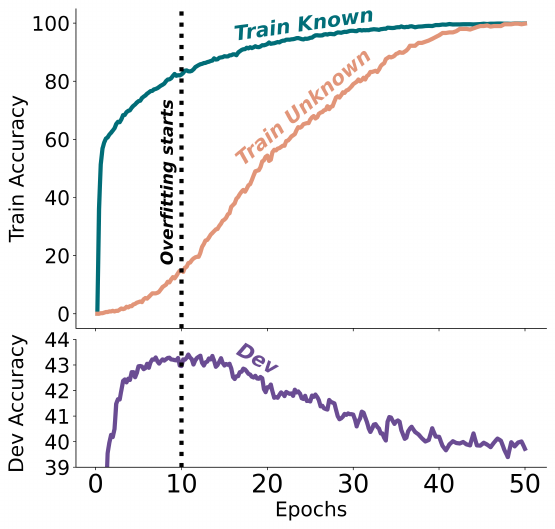 Train Accuracy
100
80
60
40
20
0
Train Known
Train Unknown
Overfitting starts
Dev Accuracy
44
43
42
41
40
39
Dev
0 10 20 30 40 50
Epochs